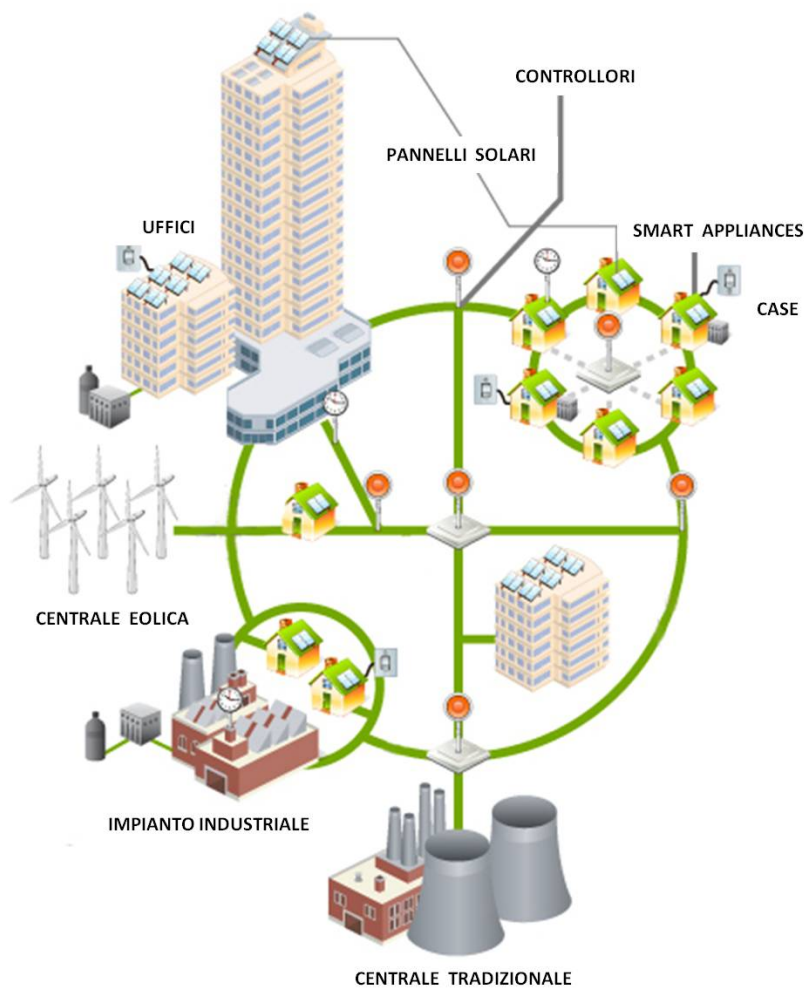 CONTROLLORI
PANNELLI SOLARI
UFFICI
SMART APPLIANCES
CASE
CENTRALE EOLICA
IMPIANTO INDUSTRIALE
CENTRALE TRADIZIONALE